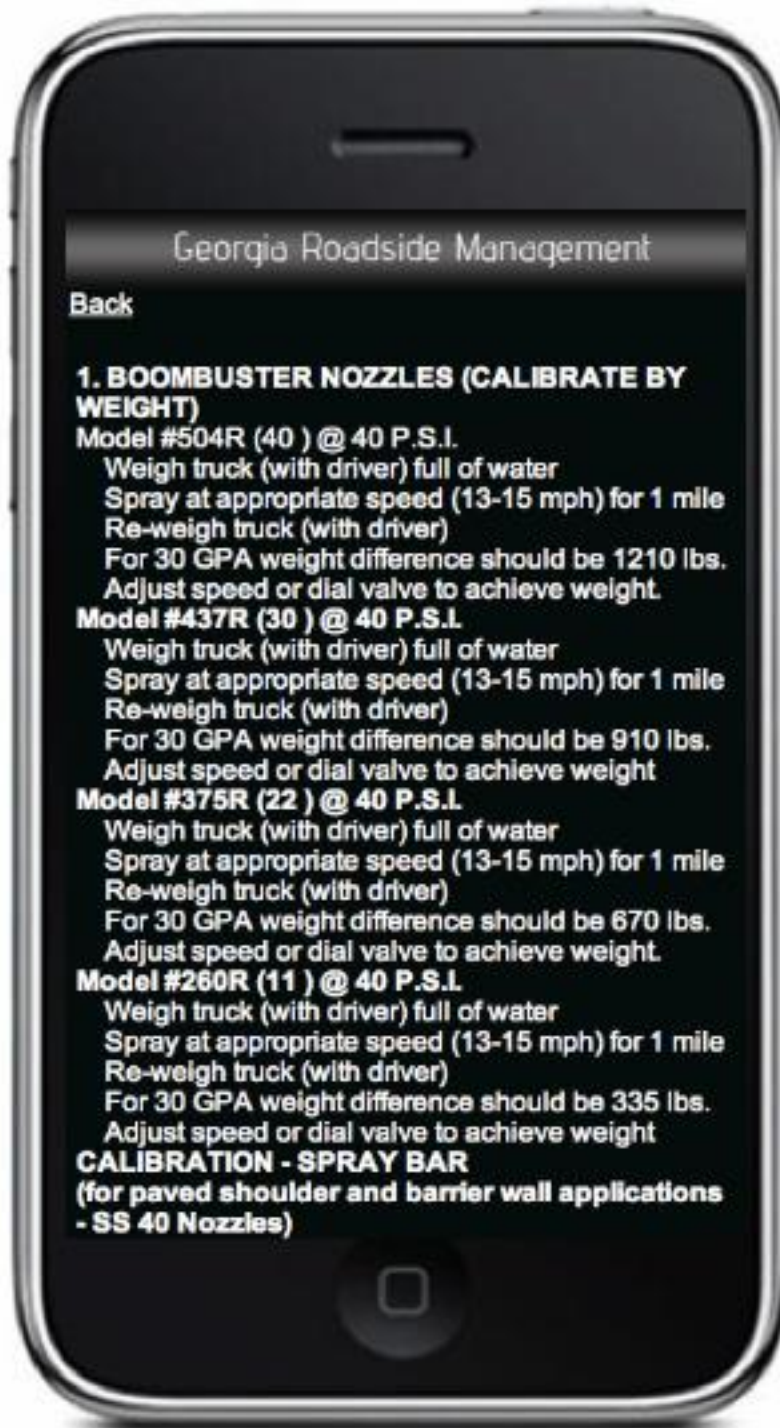 Georgia Roadside Management
Back
1. BOOMBUSTER NOZZLES (CALIBRATE BY
WEIGHT)
Model #504R (40 ) @ 40 P.S.I.
Weigh truck (with driver) full of water
Spray at appropriate speed (13-15 mph) for 1 mile
Re-weigh truck (with driver)
For 30 GPA weight difference should be 1210 lbs.
Adjust speed or dial valve to achieve weight.
Model #437R (30 ) @ 40 P.S.I.
Weigh truck (with driver) full of water
Spray at appropriate speed (13-15 mph) for 1 mile
Re-weigh truck (with driver)
For 30 GPA weight difference should be 910 lbs.
Adjust speed or dial valve to achieve weight
Model #375R (22 ) @ 40 P.S.I.
Weigh truck (with driver) full of water
Spray at appropriate speed (13-15 mph) for 1 mile
Re-weigh truck (with driver)
For 30 GPA weight difference should be 670 lbs.
Adjust speed or dial valve to achieve weight.
Model #260R (11 ) @ 40 P.S.I.
Weigh truck (with driver) full of water
Spray at appropriate speed (13-15 mph) for 1 mile
Re-weigh truck (with driver)
For 30 GPA weight difference should be 335 lbs.
Adjust speed or dial valve to achieve weight
CALIBRATION - SPRAY BAR
(for paved shoulder and barrier wall applications
- SS 40 Nozzles)